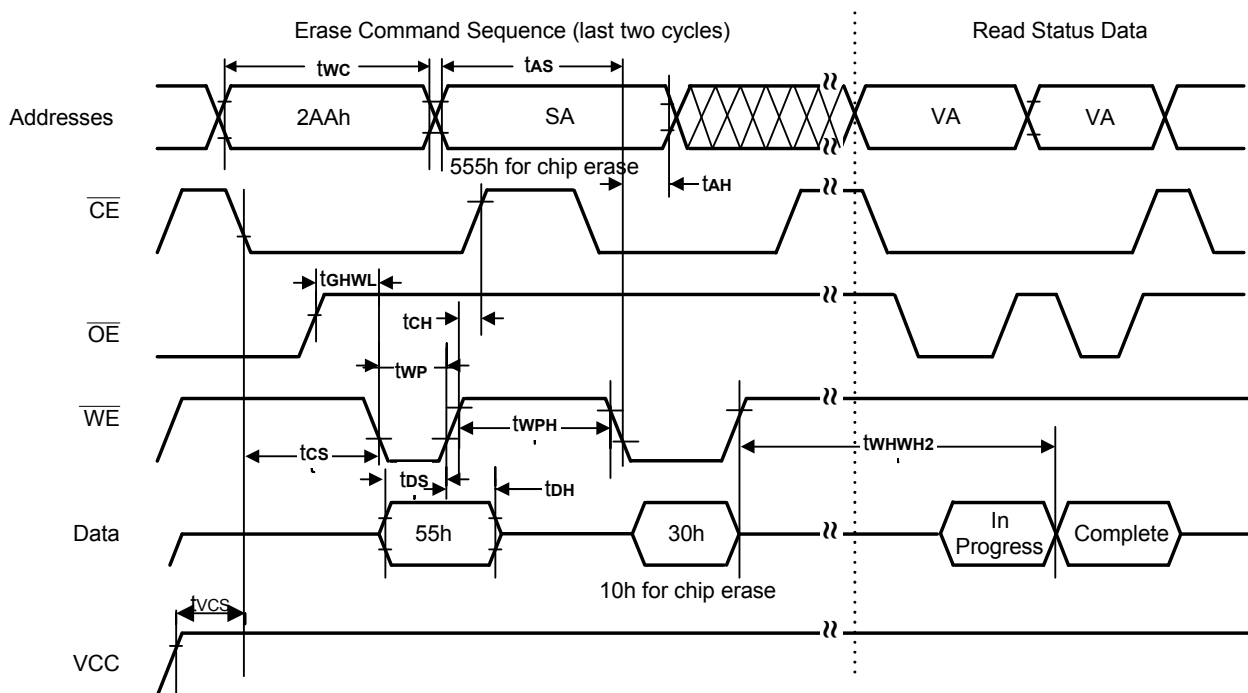 Erase Command Sequence (last two cycles)
Read Status Data
tWC
tAS
Addresses
2AAh
SA
VA
VA
555h for chip erase
tAH
CE
tGHWL
OE
tCH
tWP
WE
tWPH
tWHWH2
tCS
tDS
tDH
Data
55h
30h
In
Progress
Complete
10h for chip erase
tVCS
VCC